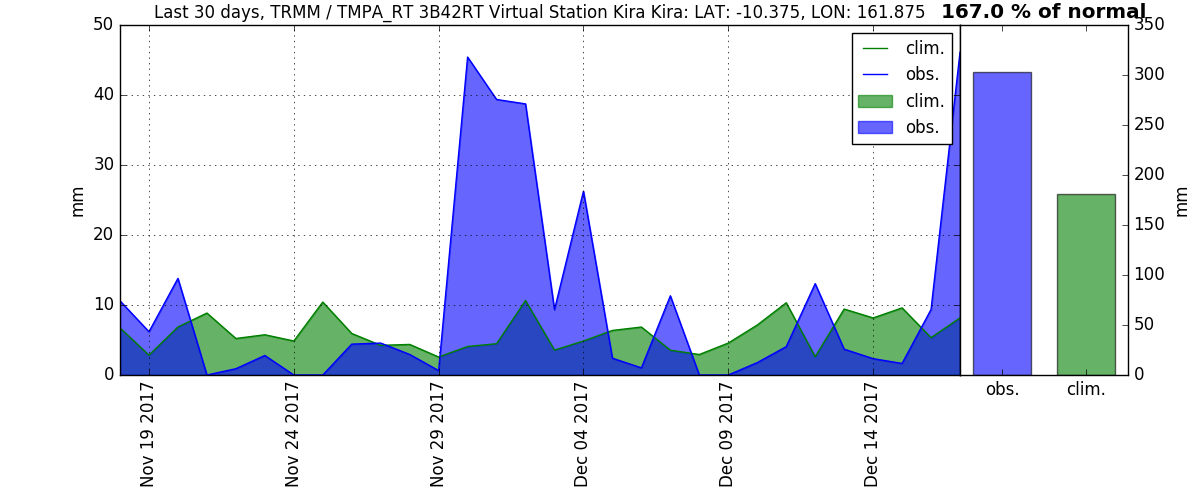 Last 30 days, TRMM / TMPA_RT 3B42RT Virtual Station Kira Kira: LAT: -10.375, LON: 161.875 167.0 % of normal
50
40
30
20
10
0
mm
clim.
obs.
clim.
obs.
350
300
250
200
150
100
50
0
mm
obs. clim.
Nov 19 2017
Nov 24 2017
Nov 29 2017
Dec 04 2017
Dec 09 2017
Dec 14 2017